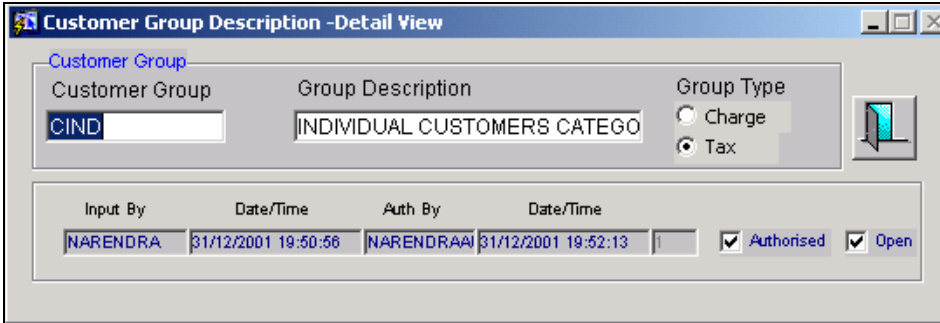 Customer Group Description -Detail View
Customer Group
Customer Group Group Description Group Type
CIND INDIVIDUAL CUSTOMERS CATEGO Charge
Tax
Input By Date/Time Auth By Date/Time
NARENDRA 31/12/2001 19:50:56 NARENDRAAI 31/12/2001 19:52:13 1 Authorised Open